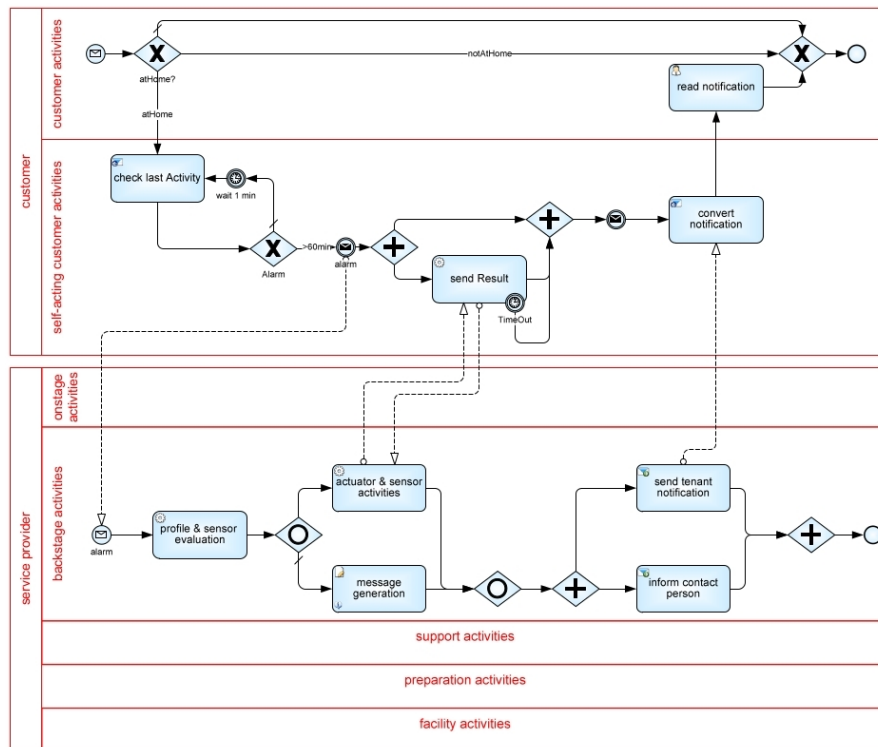 customer
customer activities
atHome?
notAtHome
atHome
read notification
self-acting customer activities
check last Activity
wait 1 min
Alarm
>60min
alarm
send Result
TimeOut
convert
notification
service provider
onstage
activities
backstage activities
alarm
profile & sensor
evaluation
actuator & sensor
activities
message
generation
send tenant
notification
inform contact
person
support activities
preparation activities
facility activities